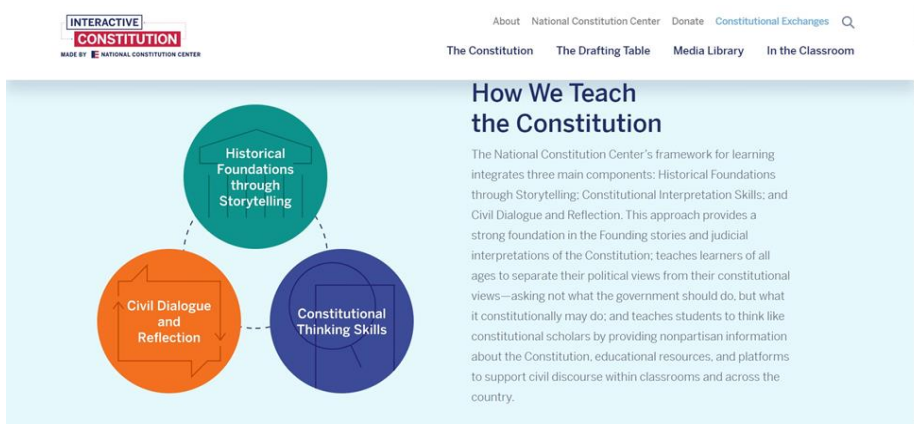 INTERACTIVE
CONSTITUTION
MADE BY NATIONAL CONSTITUTION CENTER
About National Constitution Center Donate Constitutional Exchanges
The Constitution The Drafting Table Media Library In the Classroom
How We Teach
the Constitution
The National Constitution Center's framework for learning
integrates three main components: Historical Foundations
through Storytelling; Constitutional Interpretation Skills; and
Civil Dialogue and Reflection. This approach provides a
strong foundation in the Founding stories and judicial
interpretations of the Constitution; teaches learners of all
ages to separate their political views from their constitutional
views—asking not what the government should do, but what
it constitutionally may do; and teaches students to think like
constitutional scholars by providing nonpartisan information
about the Constitution, educational resources, and platforms
to support civil discourse within classrooms and across the
country.
Historical
Foundations
through
Storytelling
Civil Dialogue
and
Reflection
Constitutional
Thinking Skills